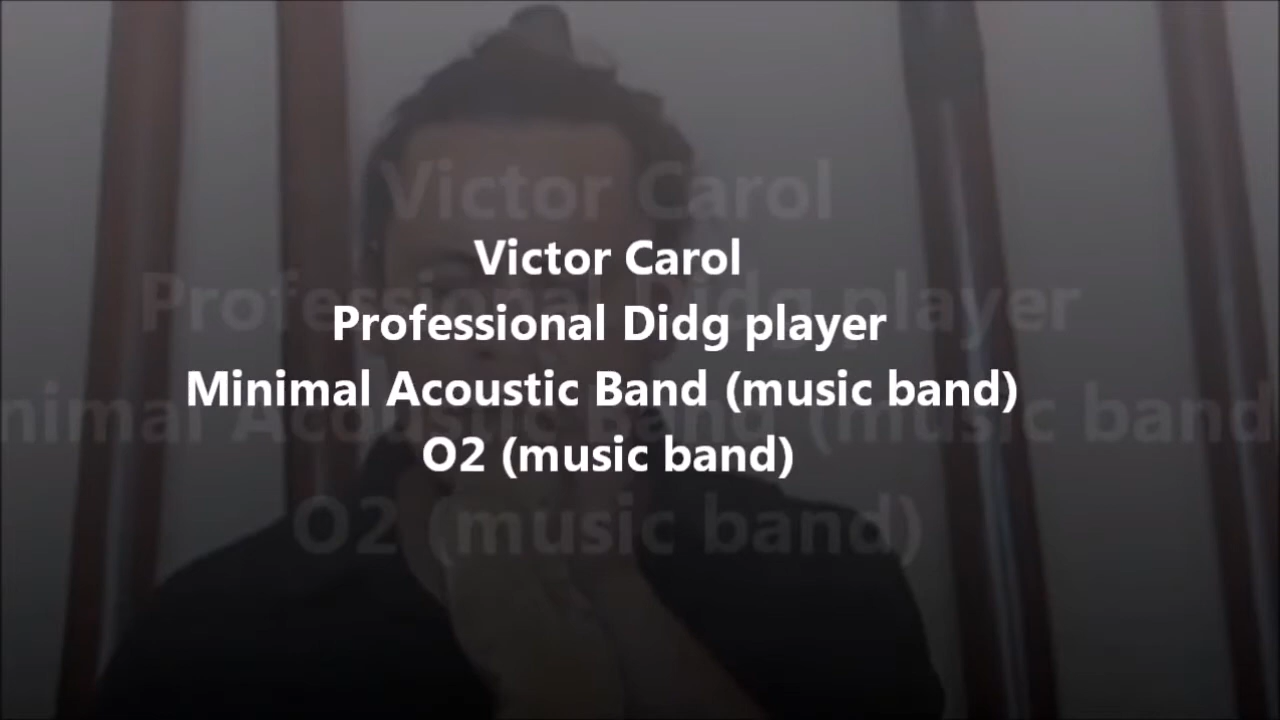 Victor Carol
Professional Didg player
Minimal Acoustic Band (music band)
O2 (music band)